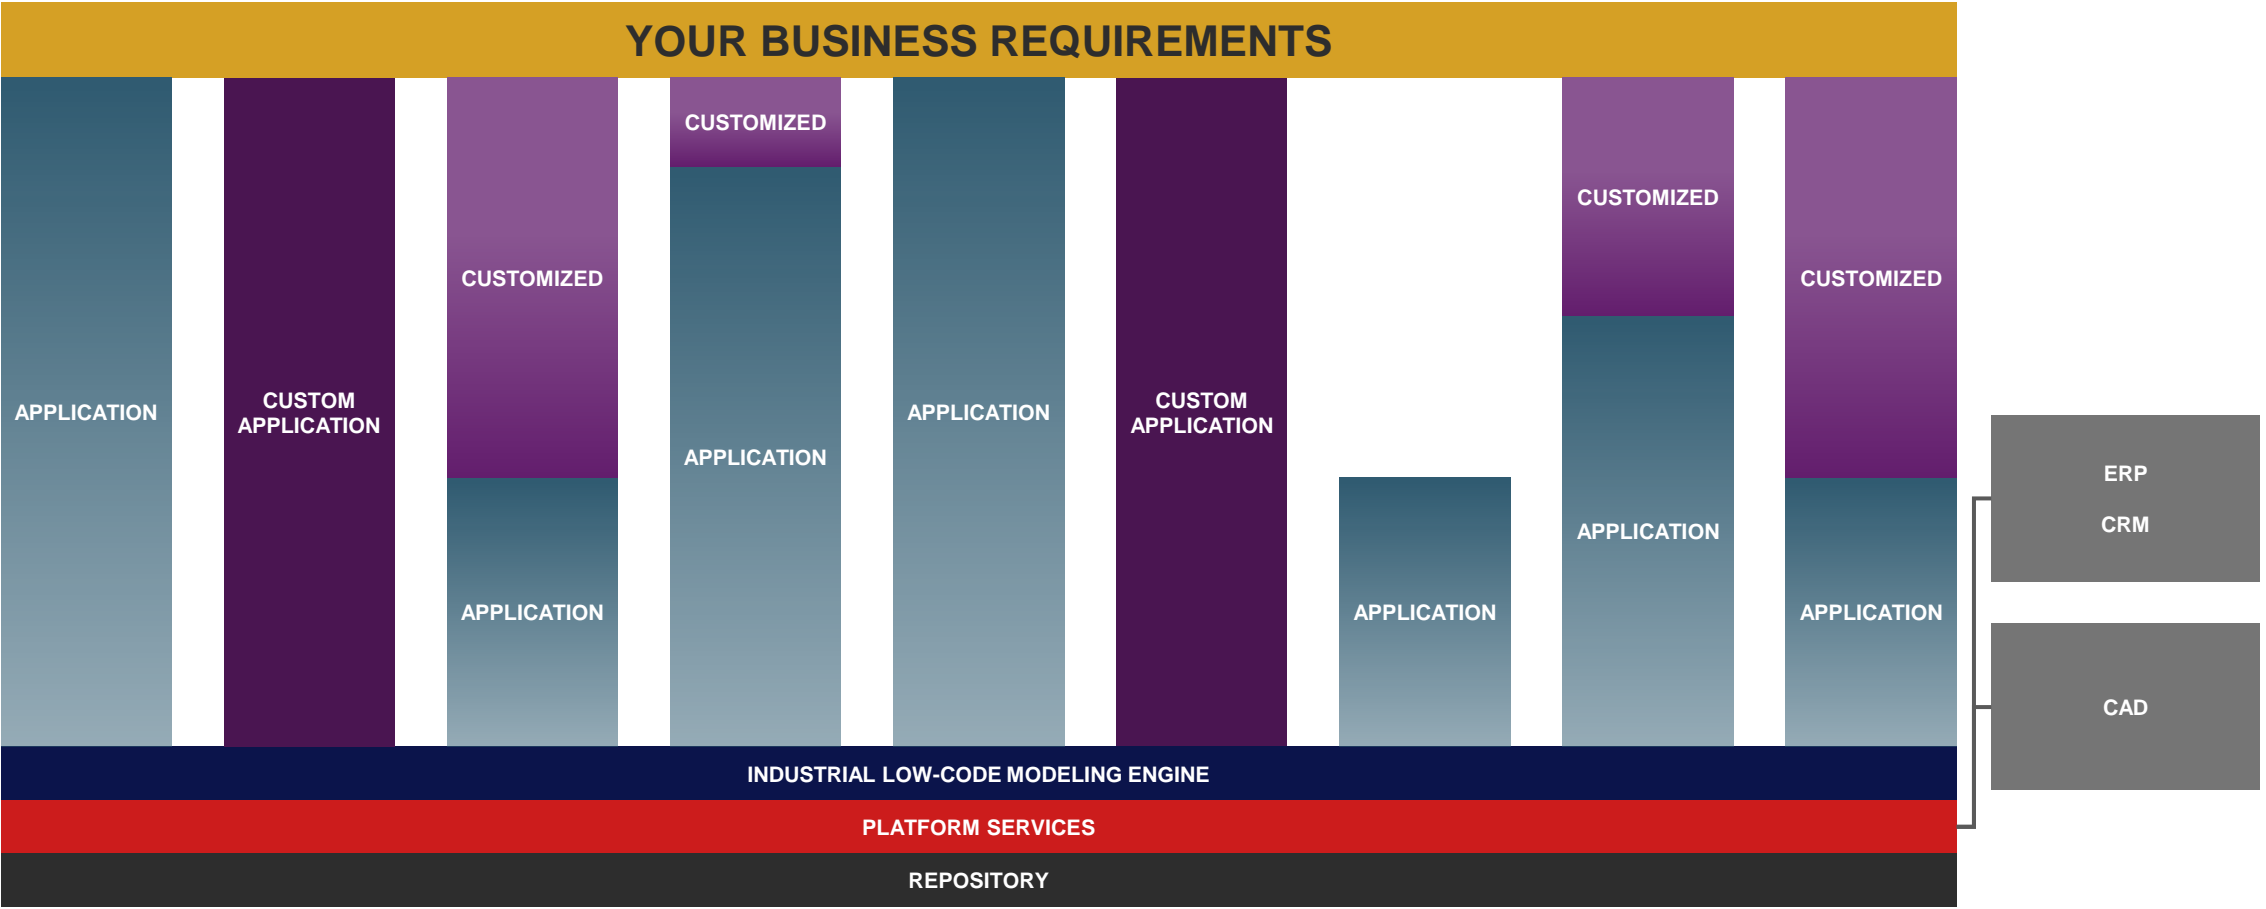 YOUR BUSINESS REQUIREMENTS
APPLICATION
CUSTOM
APPLICATION
CUSTOMIZED
APPLICATION
CUSTOMIZED
APPLICATION
APPLICATION
CUSTOM
APPLICATION
APPLICATION
CUSTOMIZED
APPLICATION
CUSTOMIZED
APPLICATION
ERP
CRM
CAD
INDUSTRIAL LOW-CODE MODELING ENGINE
PLATFORM SERVICES
REPOSITORY